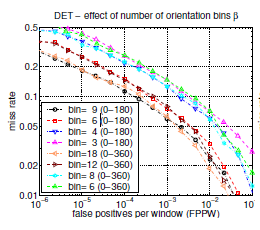 DET – effect of number of orientation bins β
0.5
0.2
0.1
0.05
0.02
0.01
miss rate
bin= 9 (0–180)
bin= 6 (0–180)
bin= 4 (0–180)
bin= 3 (0–180)
bin=18 (0–360)
bin=12 (0–360)
bin= 8 (0–360)
bin= 6 (0–360)
10⁻⁶ 10⁻⁵ 10⁻⁴ 10⁻³ 10⁻² 10
false positives per window (FPPW)